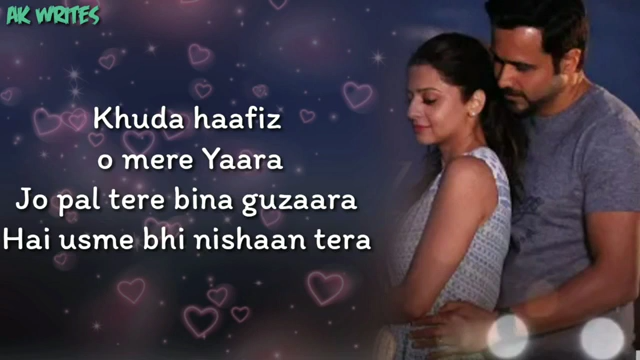 AK WRITES
Khuda haafiz
o mere Yaara
Jo pal tere bina guzaara
Hai usme bhi nishaan tera